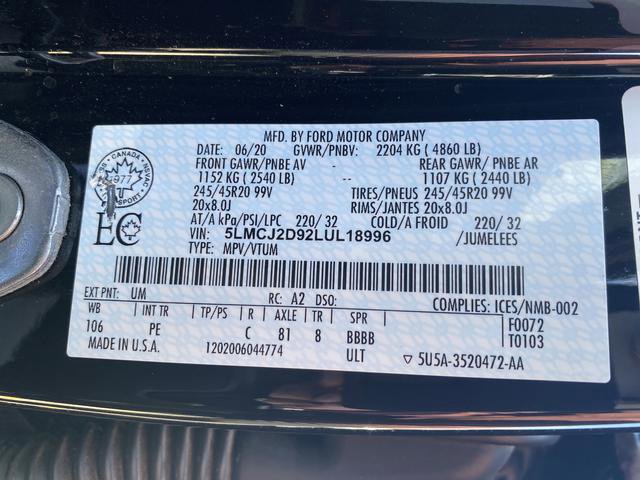 MFD. BY FORD MOTOR COMPANY
DATE: 06/20 GVWR/PNBV: 2204 KG ( 4860 LB)
FRONT GAWR/PNBE AV - REAR GAWR/ PNBE AR
1152 KG ( 2540 LB) -- 1107 KG ( 2440 LB)
245/45R20 99V TIRES/PNEUS 245/45R20 99V
20x8.0J RIMS/JANTES 20x8.0J
AT/A kPa/PSI/LPC 220/ 32 COLD/A FROID 220/ 32
VIN: 5LMCJ2D92LUL18996 /JUMELEES
TYPE: MPV/VTUM
CANADA
NSVAC
977
EC
EXT PNT: UM RC: A2 DSO: COMPLIES: ICES/NMB-002
WB INT TR TP/PS R AXLE TR SPR F0072
106 PE C 81 8 BBBB T0103
MADE IN U.S.A. 1202006044774 ULT 5U5A-3520472-AA